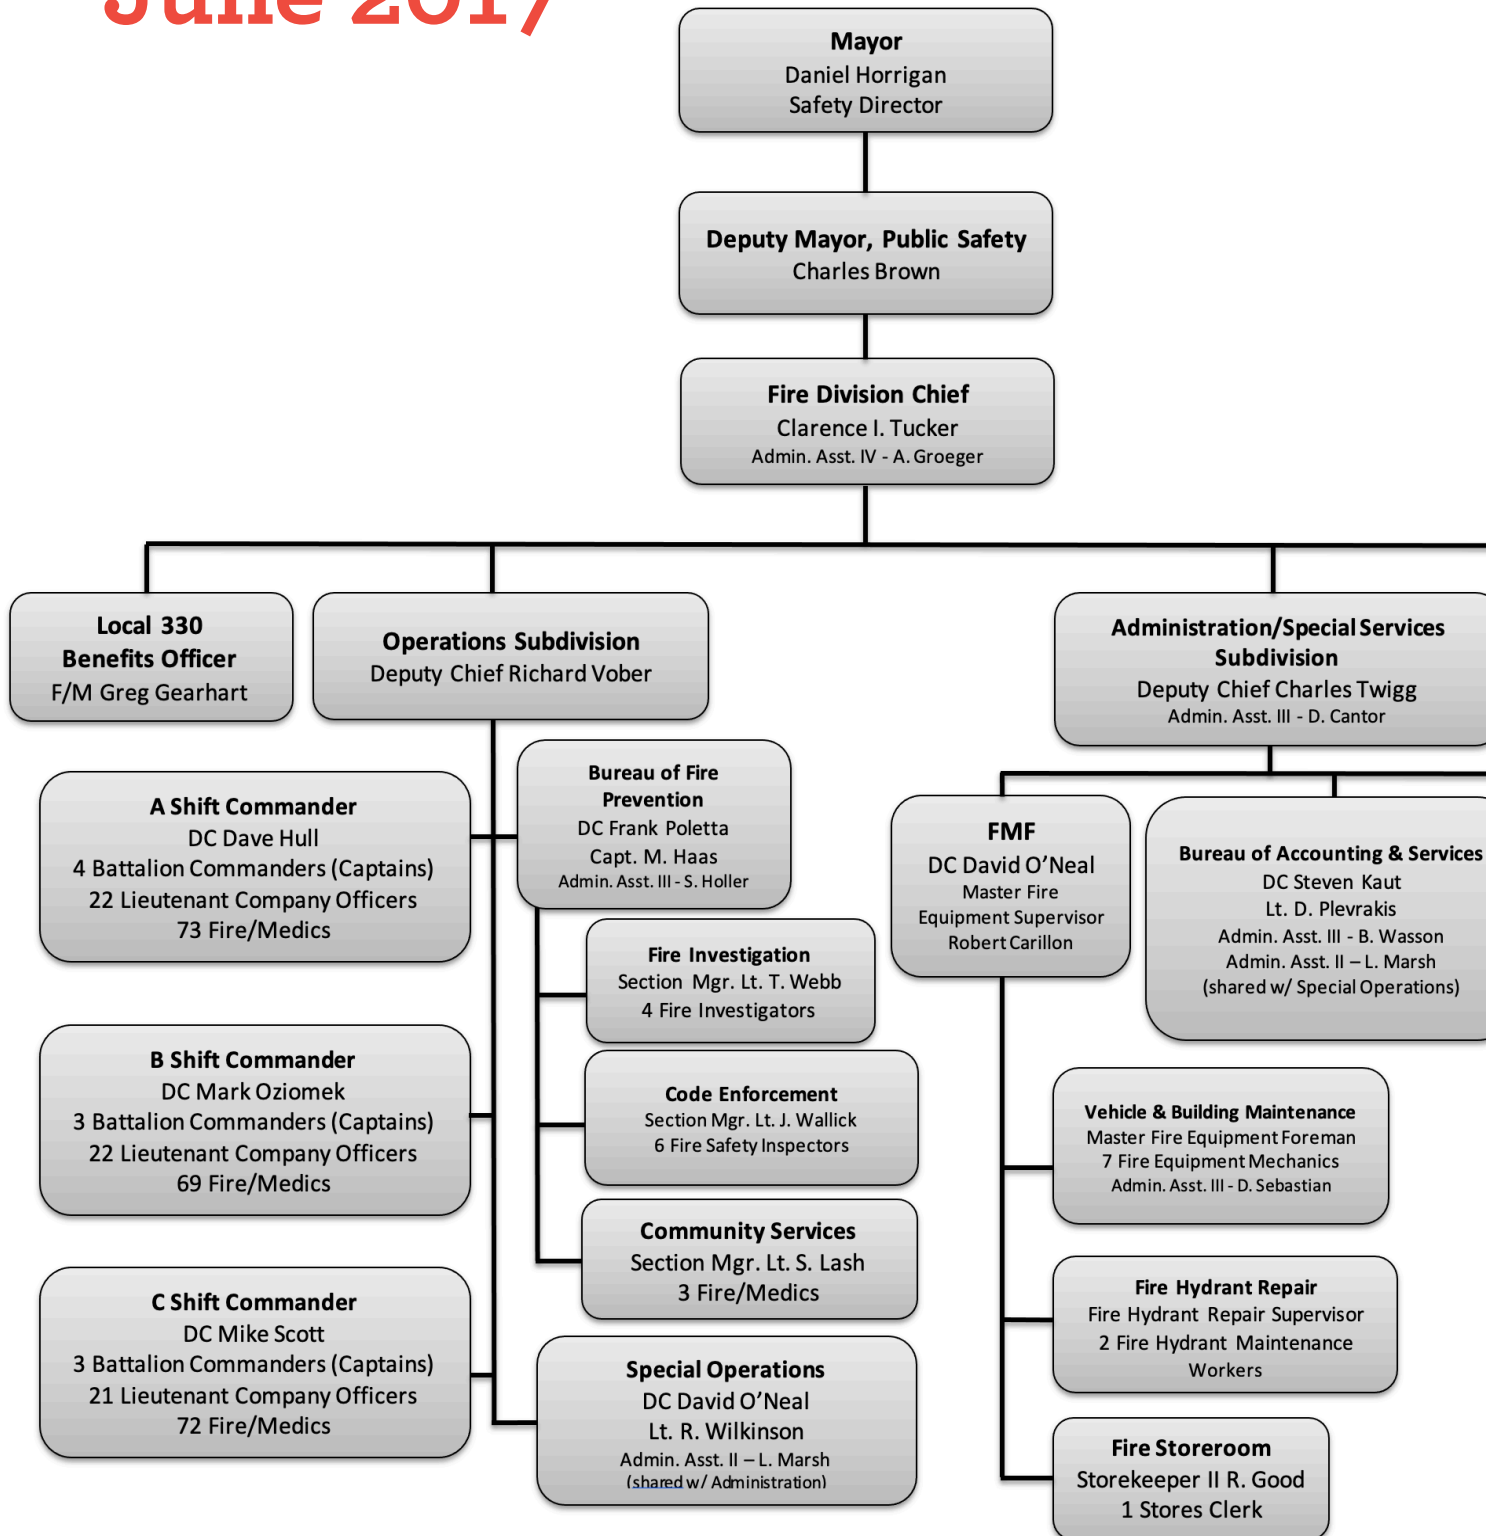 June 2017
Mayor
Daniel Horrigan
Safety Director
Deputy Mayor, Public Safety
Charles Brown
Fire Division Chief
Clarence I. Tucker
Admin. Asst. IV - A. Groeger
Local 330
Benefits Officer
F/M Greg Gearhart
Operations Subdivision
Deputy Chief Richard Vober
Administration/Special Services
Subdivision
Deputy Chief Charles Twigg
Admin. Asst. III - D. Cantor
A Shift Commander
DC Dave Hull
4 Battalion Commanders (Captains)
22 Lieutenant Company Officers
73 Fire/Medics
B Shift Commander
DC Mark Oziomek
3 Battalion Commanders (Captains)
22 Lieutenant Company Officers
69 Fire/Medics
C Shift Commander
DC Mike Scott
3 Battalion Commanders (Captains)
21 Lieutenant Company Officers
72 Fire/Medics
Bureau of Fire
Prevention
DC Frank Poletta
Capt. M. Haas
Admin. Asst. III - S. Holler
Fire Investigation
Section Mgr. Lt. T. Webb
4 Fire Investigators
Code Enforcement
Section Mgr. Lt. J. Wallick
6 Fire Safety Inspectors
Community Services
Section Mgr. Lt. S. Lash
3 Fire/Medics
Special Operations
DC David O’Neal
Lt. R. Wilkinson
Admin. Asst. II – L. Marsh
(shared w/ Administration)
FMF
DC David O’Neal
Master Fire
Equipment Supervisor
Robert Carillon
Bureau of Accounting & Services
DC Steven Kaut
Lt. D. Plevrakis
Admin. Asst. III - B. Wasson
Admin. Asst. II – L. Marsh
(shared w/ Special Operations)
Vehicle & Building Maintenance
Master Fire Equipment Foreman
7 Fire Equipment Mechanics
Admin. Asst. III - D. Sebastian
Fire Hydrant Repair
Fire Hydrant Repair Supervisor
2 Fire Hydrant Maintenance
Workers
Fire Storeroom
Storekeeper II R. Good
1 Stores Clerk